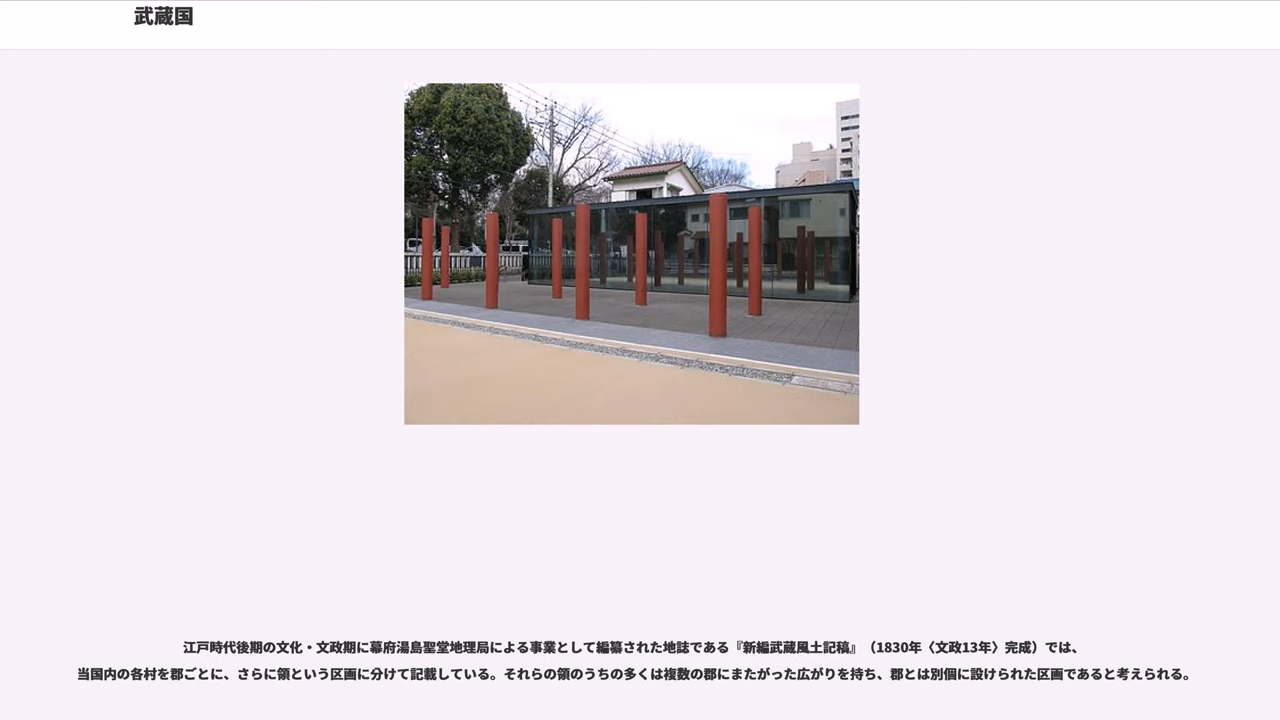 武蔵国
江戸時代後期の文化・文政期に幕府湯島聖堂地理局による事業として編纂された地誌である『新編武蔵風土記稿』（1830年〈文政13年〉完成）では、
当国内の各村を郡ごとに、さらに領という区画に分けて記載している。それらの領のうちの多くは複数の郡にまたがった広がりを持ち、郡とは別個に設けられた区画であると考えられる。